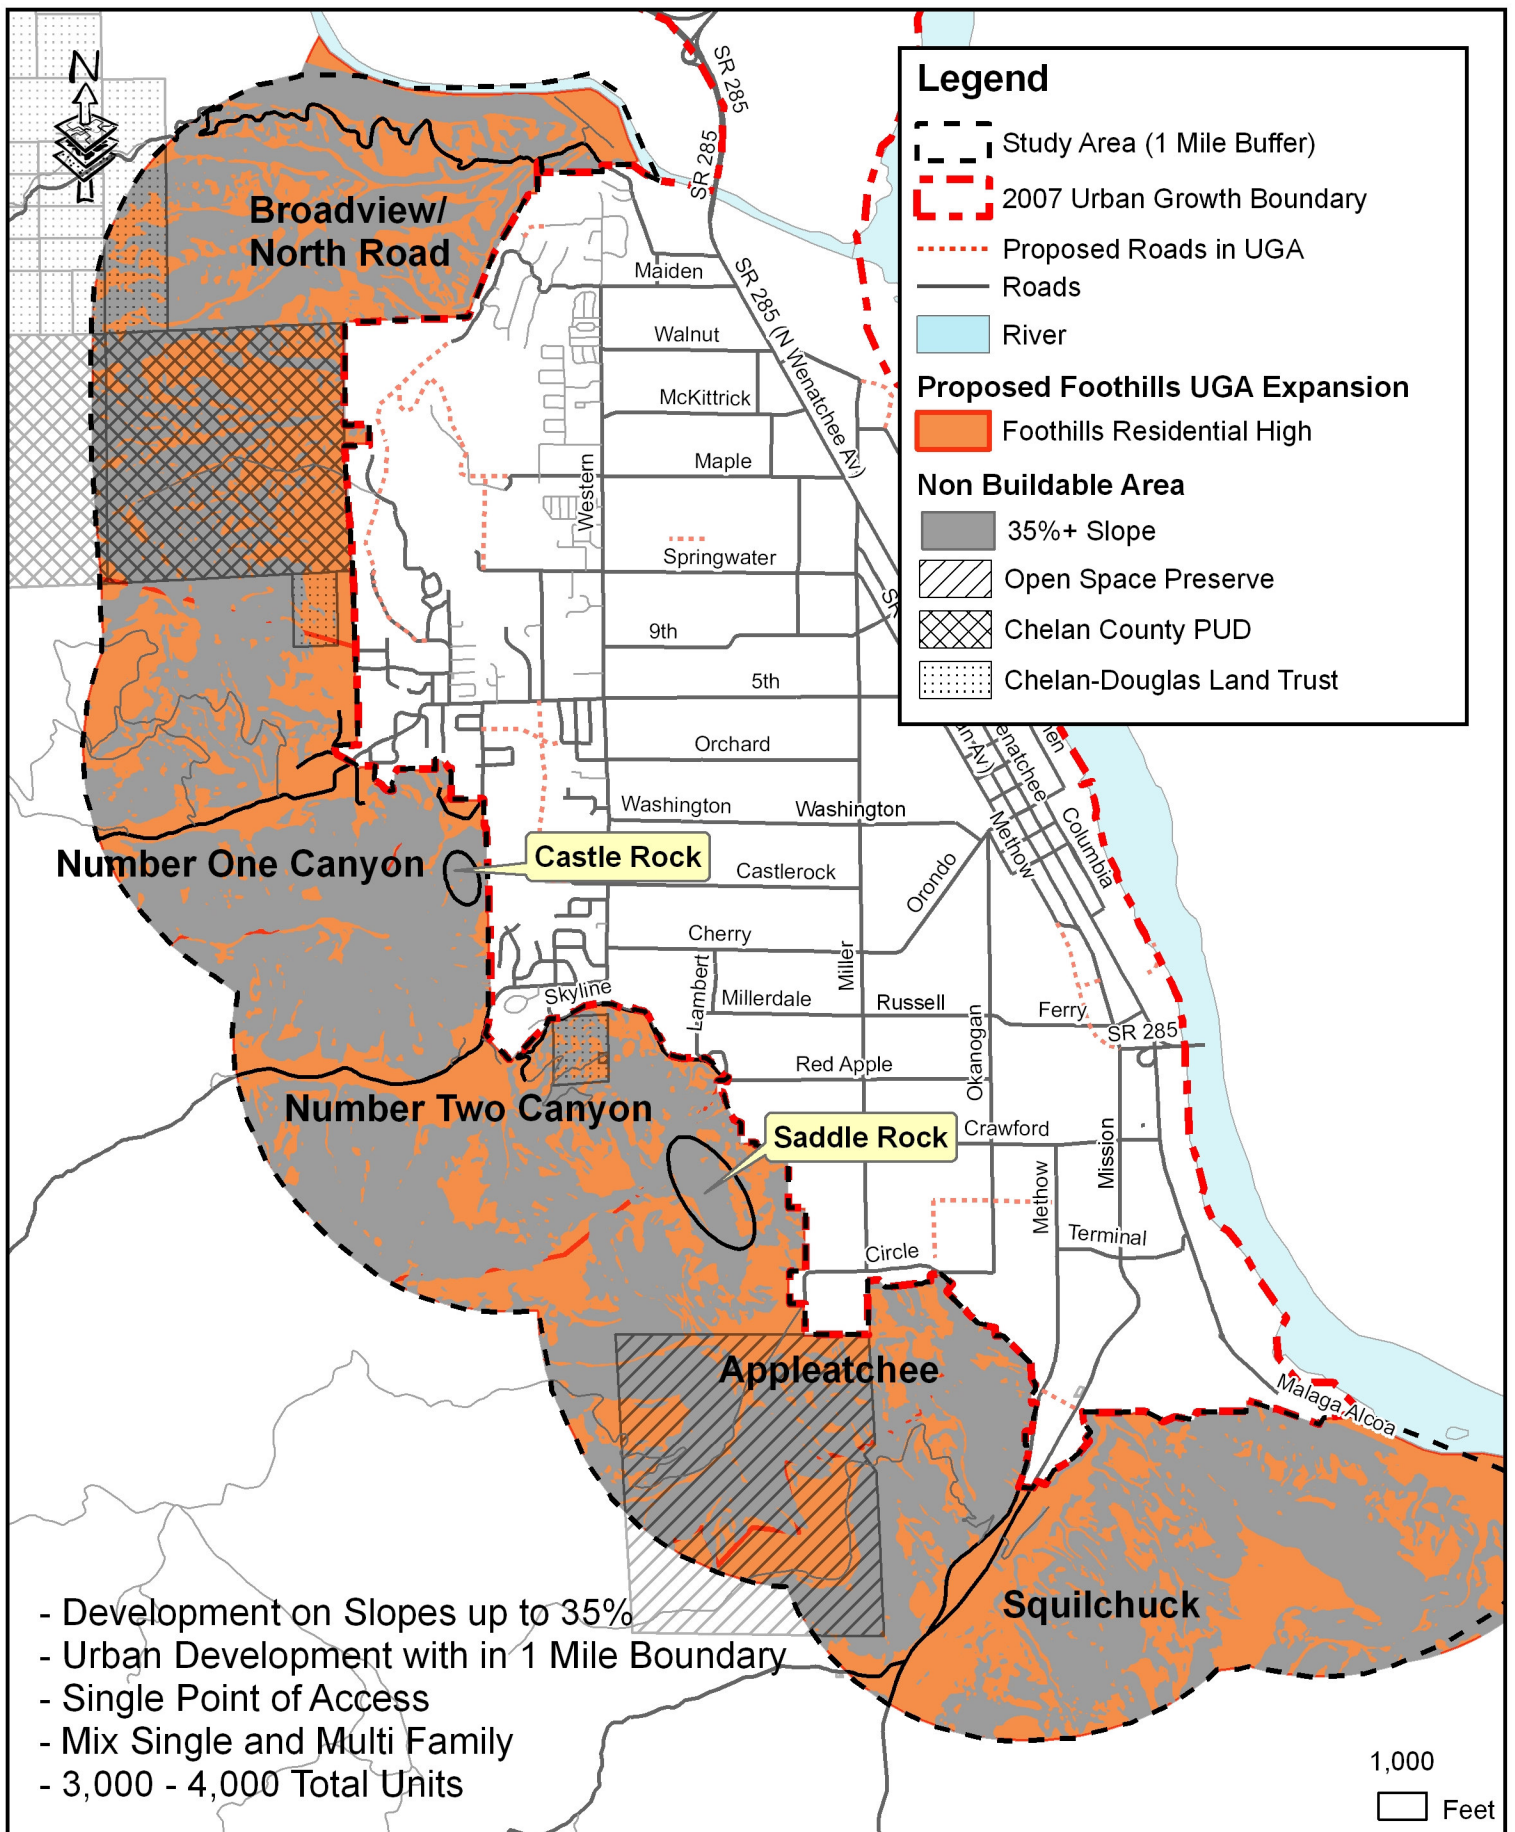 N
SR 285
SR 285
Legend
Study Area (1 Mile Buffer)
2007 Urban Growth Boundary
Proposed Roads in UGA
Roads
River
Proposed Foothills UGA Expansion
Foothills Residential High
Non Buildable Area
35%+ Slope
Open Space Preserve
Chelan County PUD
Chelan-Douglas Land Trust
Broadview/
North Road
Maiden
SR 285 (N Wenatchee Av)
Walnut
McKittrick
Maple
Western
Springwater
SR
9th
5th
Orchard
an Av)
enatchee
len
Washington
Washington
Methow
Columbia
Number One Canyon
Castle Rock
Castlerock
Orondo
Cherry
Miller
Lambert
Skyline
Millerdale
Russell
Okanogan
Ferry
SR 285
Red Apple
Number Two Canyon
Saddle Rock
Crawford
Mission
Methow
Terminal
Circle
Appleatchee
Malaga Alcoa
Squilchuck
- Development on Slopes up to 35%
- Urban Development with in 1 Mile Boundary
- Single Point of Access
- Mix Single and Multi Family
- 3,000 - 4,000 Total Units
1,000
Feet